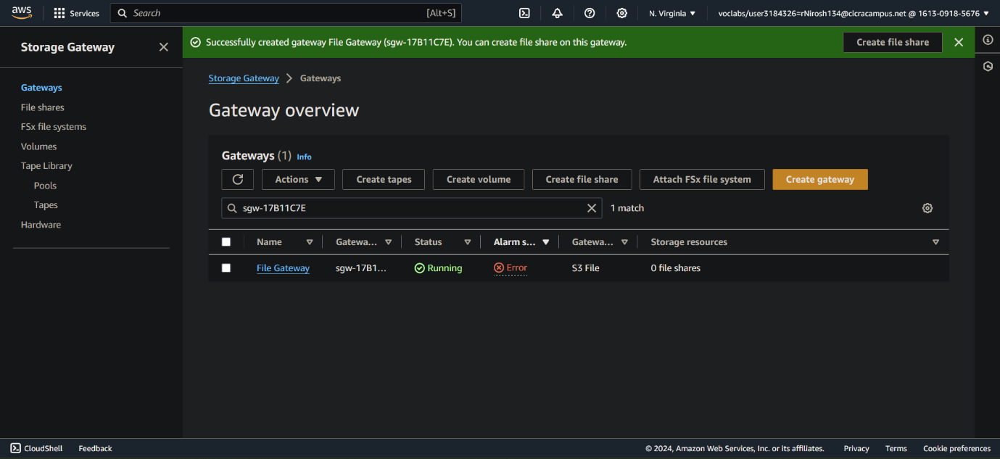 aws Services Search [Alt+S] N. Virginia voclabs/user3184326=rNirosh134@cicracampus.net @ 1613-0918-5676
Storage Gateway
Gateways
File shares
FSx file systems
Volumes
Tape Library
Pools
Tapes
Hardware
Successfully created gateway File Gateway (sgw-17B11C7E). You can create file share on this gateway. Create file share
Storage Gateway Gateways
Gateway overview
Gateways (1) Info
Actions Create tapes Create volume Create file share Attach FSx file system Create gateway
sgw-17B11C7E 1 match
Name Gatewa... Status Alarm s... Gatewa... Storage resources
File Gateway sgw-17B1... Running Error S3 File 0 file shares
CloudShell Feedback © 2024, Amazon Web Services, Inc. or its affiliates. Privacy Terms Cookie preferences